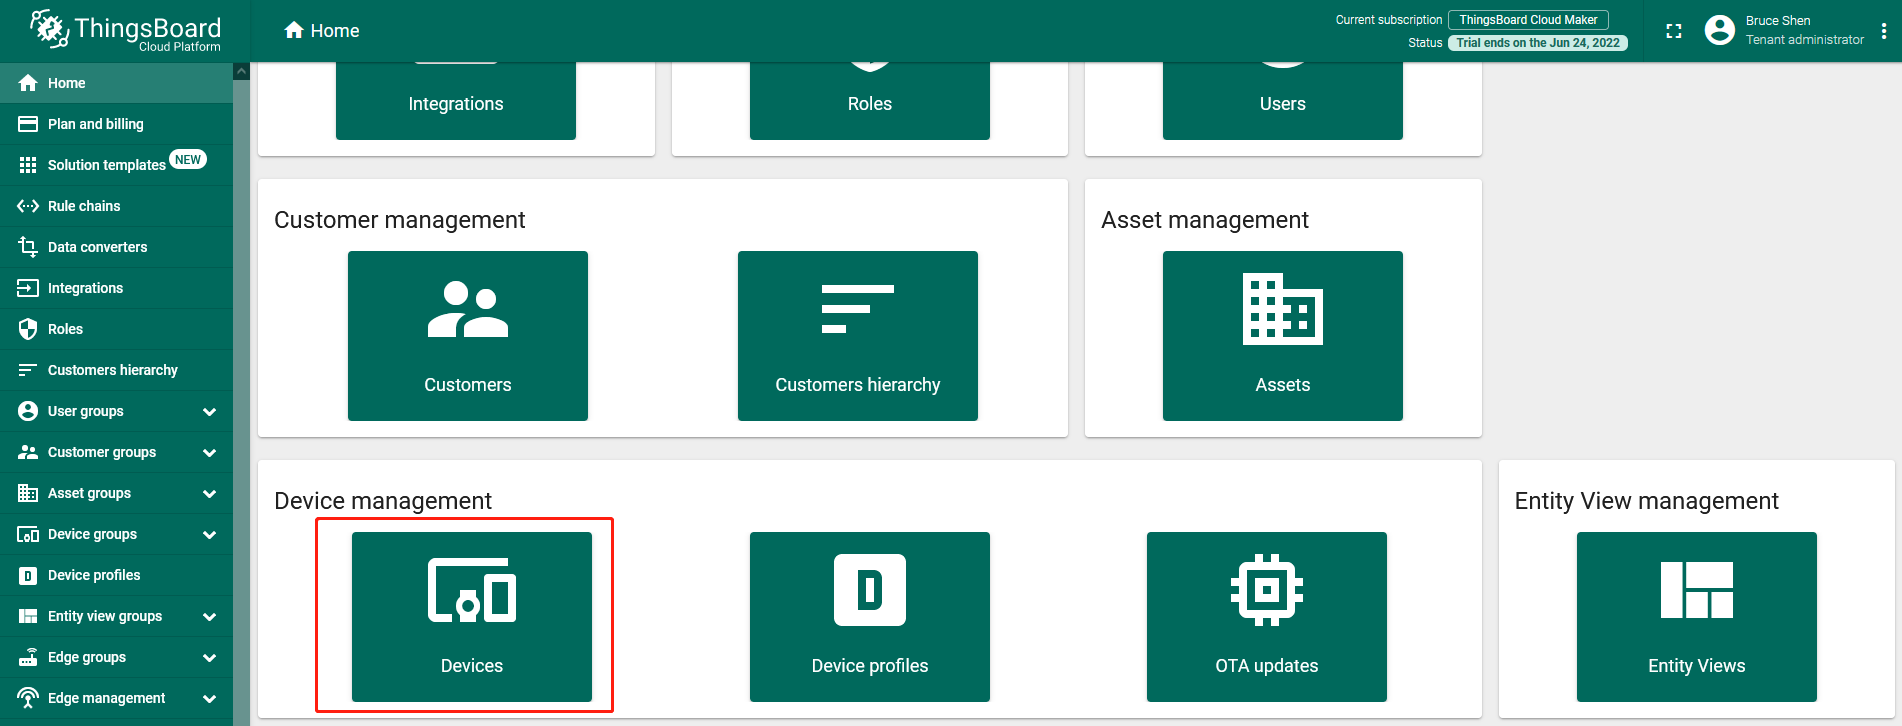 ThingsBoard
Cloud Platform
Home
Current subscription ThingsBoard Cloud Maker
Status Trial ends on the Jun 24, 2022
Bruce Shen
Tenant administrator
Home
Plan and billing
Solution templates NEW
Rule chains
Data converters
Integrations
Roles
Customers hierarchy
User groups
Customer groups
Asset groups
Device groups
Device profiles
Entity view groups
Edge groups
Edge management
Integrations
Roles
Users
Customer management
Customers
Customers hierarchy
Asset management
Assets
Device management
Devices
D
Device profiles
OTA updates
Entity View management
Entity Views